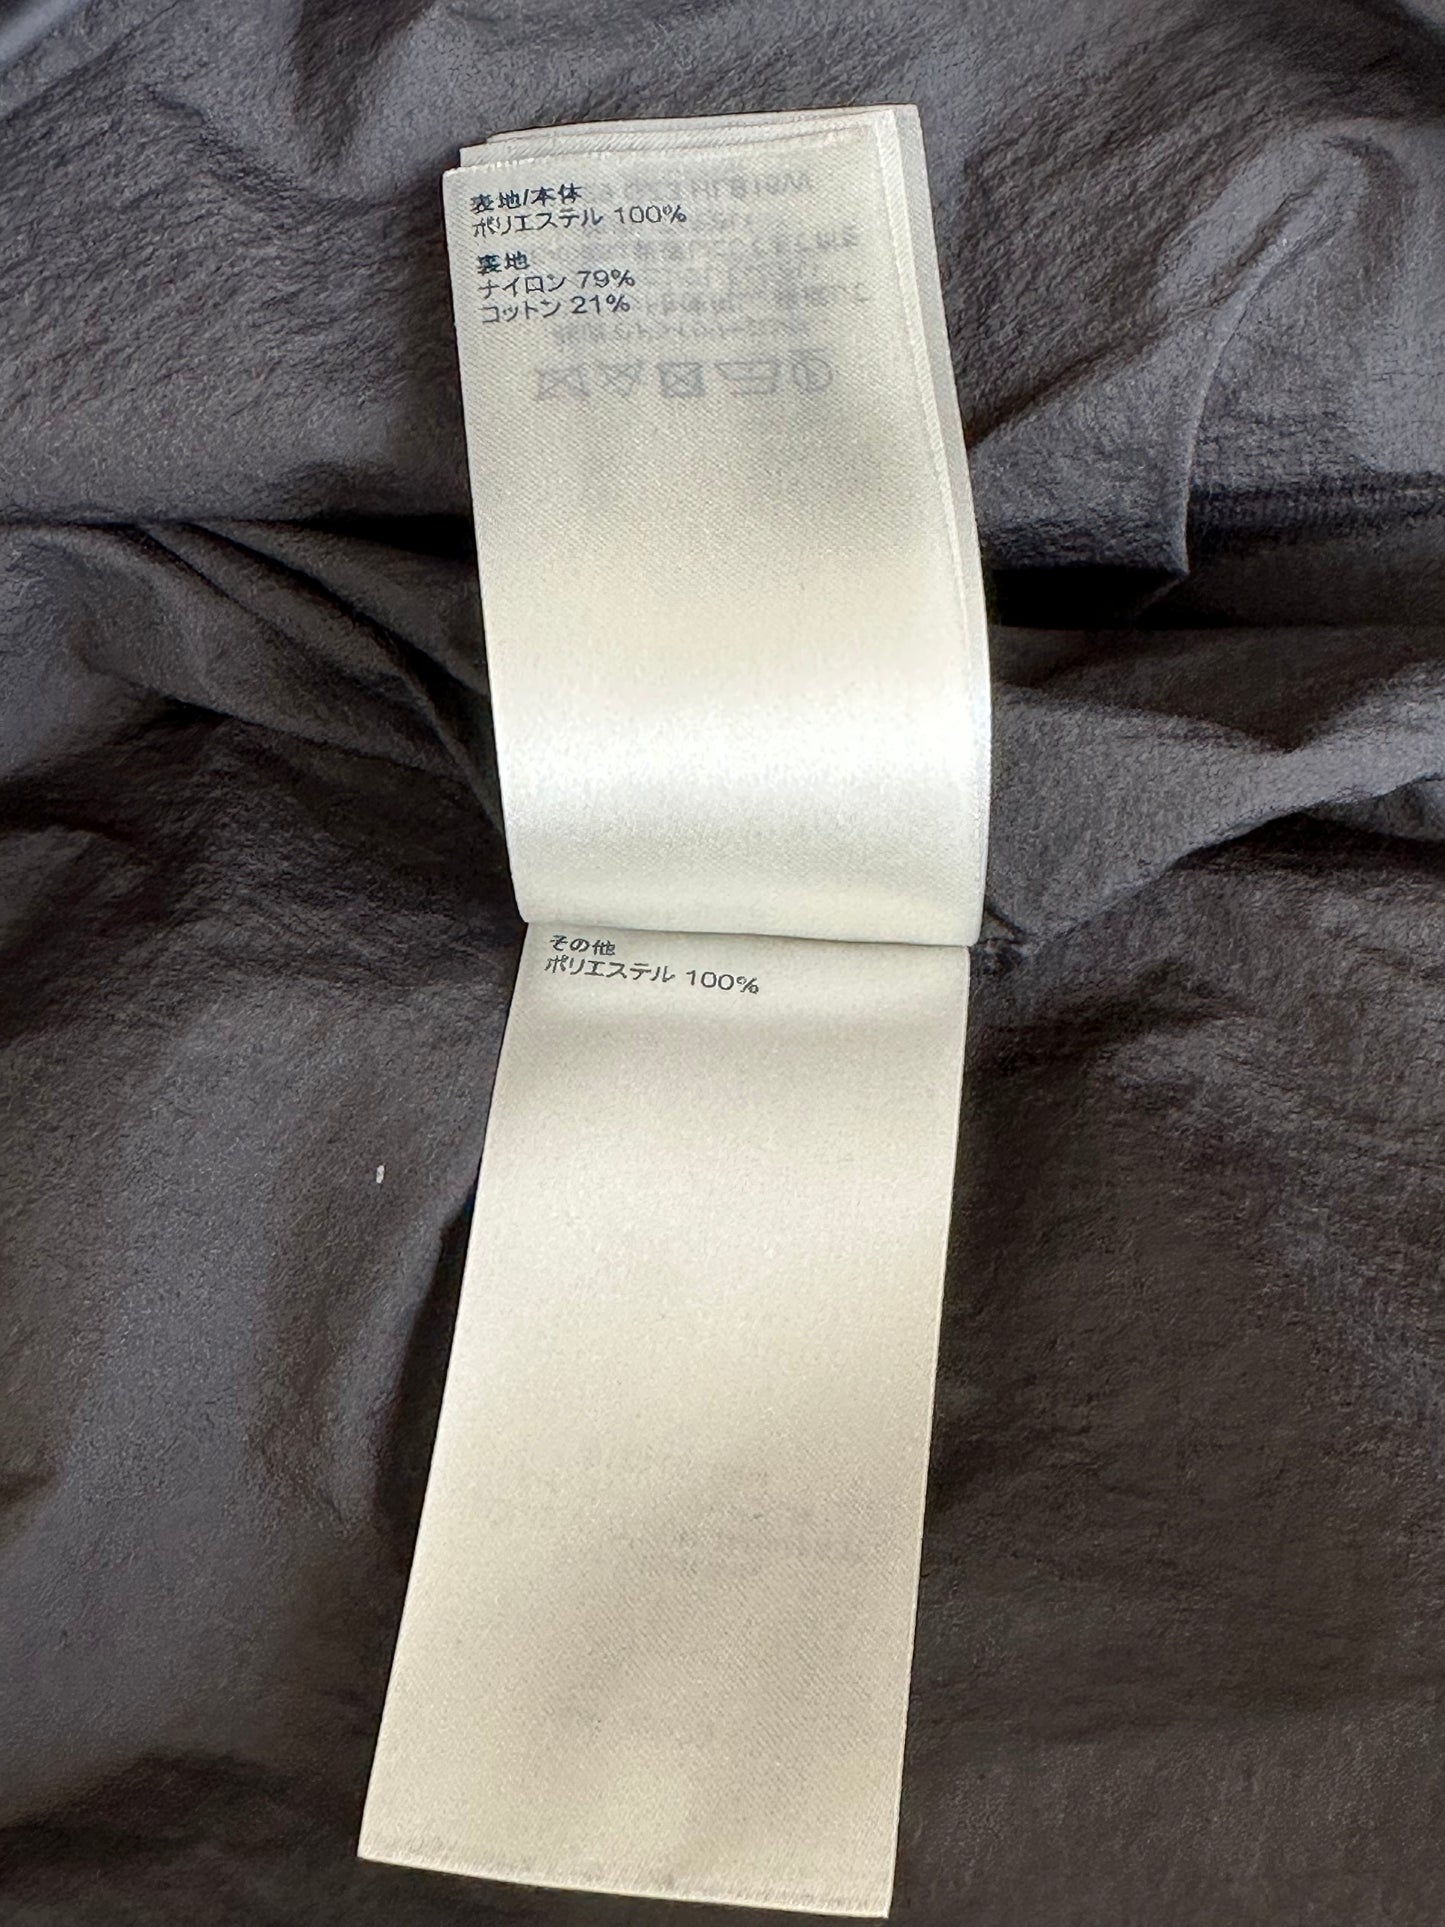 表地/本体
ポリエステル 100%
裏地
ナイロン 79%
コットン 21%
その他
ポリエステル 100%